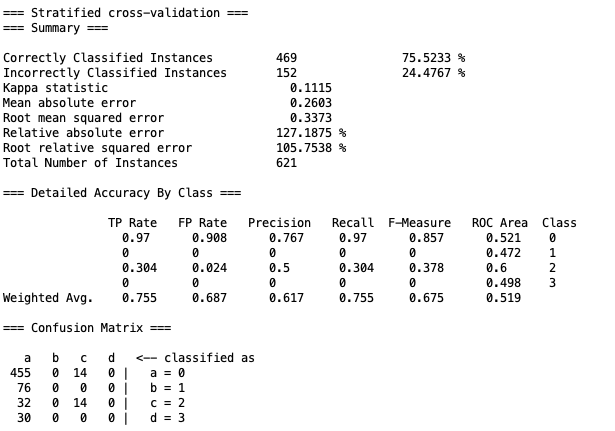 === Stratified cross-validation ===
=== Summary ===
Correctly Classified Instances 469 75.5233 %
Incorrectly Classified Instances 152 24.4767 %
Kappa statistic 0.1115
Mean absolute error 0.2603
Root mean squared error 0.3373
Relative absolute error 127.1875 %
Root relative squared error 105.7538 %
Total Number of Instances 621
=== Detailed Accuracy By Class ===
TP Rate FP Rate Precision Recall F-Measure ROC Area Class
0.97 0.908 0.767 0.97 0.857 0.521 0
0 0 0 0 0 0.472 1
0.304 0.024 0.5 0.304 0.378 0.6 2
0 0 0 0 0 0.498 3
Weighted Avg. 0.755 0.687 0.617 0.755 0.675 0.519
=== Confusion Matrix ===
a b c d <-- classified as
455 0 14 0 | a = 0
76 0 0 0 | b = 1
32 0 14 0 | c = 2
30 0 0 0 | d = 3